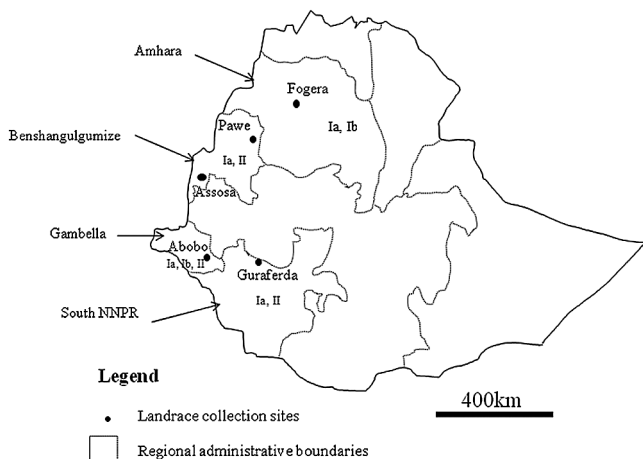 Amhara
Fogera
Pawe
Ia, Ib
Benshangulgumize
Ia, II
Assosa
Gambella
Abobo
Ia, Ib, II
Guraferda
Ia, II
South NNPR
Legend
400km
Landrace collection sites
Regional administrative boundaries